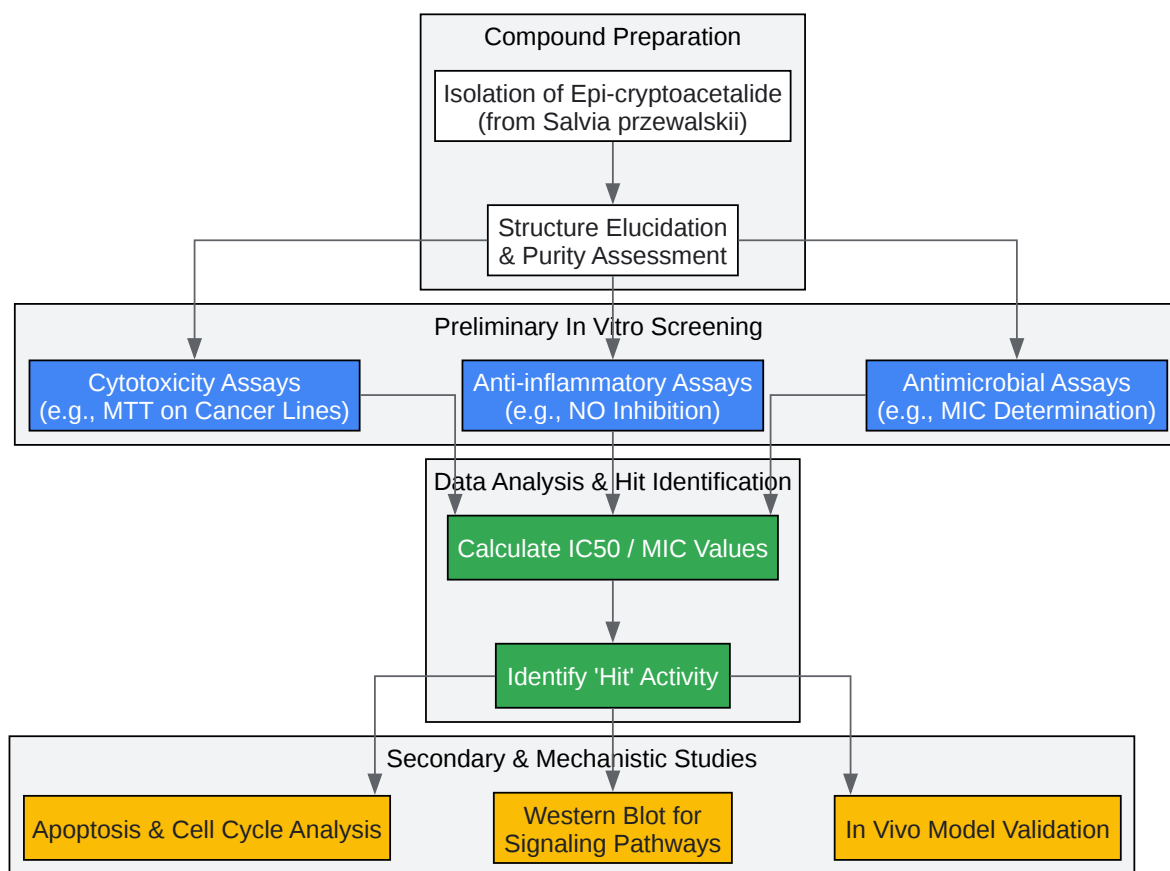 Compound Preparation
Isolation of Epi-cryptoacetalide
(from Salvia przewalskii)
Structure Elucidation
& Purity Assessment
Preliminary In Vitro Screening
Cytotoxicity Assays
(e.g., MTT on Cancer Lines)
Anti-inflammatory Assays
(e.g., NO Inhibition)
Antimicrobial Assays
(e.g., MIC Determination)
Data Analysis & Hit Identification
Calculate IC50 / MIC Values
Identify 'Hit' Activity
Secondary & Mechanistic Studies
Apoptosis & Cell Cycle Analysis
Western Blot for
Signaling Pathways
In Vivo Model Validation